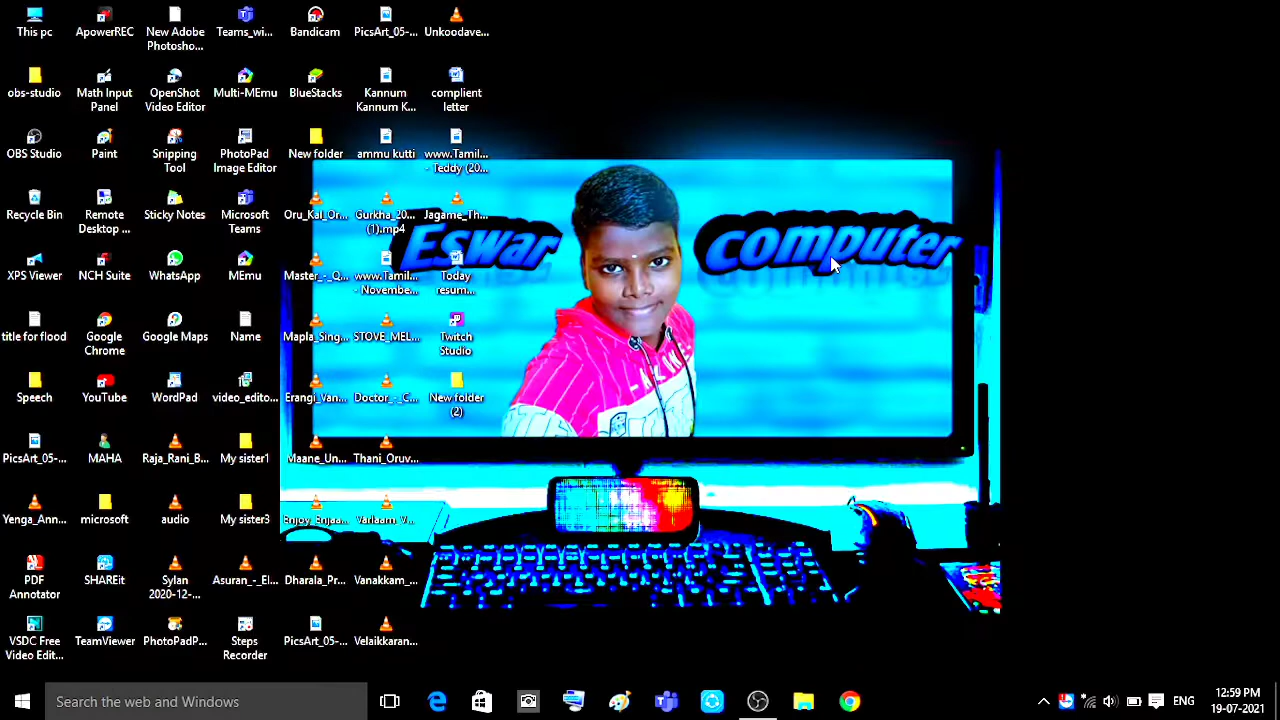 This pc
ApowerREC
New Adobe
Photosho...
Teams_wi...
Bandicam
PicsArt_05-...
Unkoodave...
obs-studio
Math Input
Panel
OpenShot
Video Editor
Multi-MEmu
BlueStacks
Kannum
Kannum K...
complient
letter
OBS Studio
Paint
Snipping
Tool
PhotoPad
Image Editor
New folder
ammu kutti
www.Tamil...
- Teddy (20...
Recycle Bin
Remote
Desktop ...
Sticky Notes
Microsoft
Teams
Oru_Kal_Or...
Gurkha_20...
(1).mp4
Jagame_Th...
Eswar
computer
XPS Viewer
NCH Suite
WhatsApp
MEmu
Master_-_Q...
www.Tamil...
- Novembe...
Today
resum...
title for flood
Google
Chrome
Google Maps
Name
Mapla_Sing...
STOVE_MEL...
Twitch
Studio
Speech
YouTube
WordPad
video_edito...
Erangi_Van...
Doctor_-_C...
New folder
(2)
PicsArt_05-...
MAHA
Raja_Rani_B...
My sister1
Maane_Un...
Thani_Oruv...
Yenga_Ann...
microsoft
audio
My sister3
Enjoy_Enjaa...
Varlaam_V...
PDF
Annotator
SHAREit
Sylan
2020-12-...
Asuran_-_El...
Dharala_Pr...
Vanakkam_...
VSDC Free
Video Edit...
TeamViewer
PhotoPadP...
Steps
Recorder
PicsArt_05-...
Velaikkaran...
Search the web and Windows
ENG
12:59 PM
19-07-2021